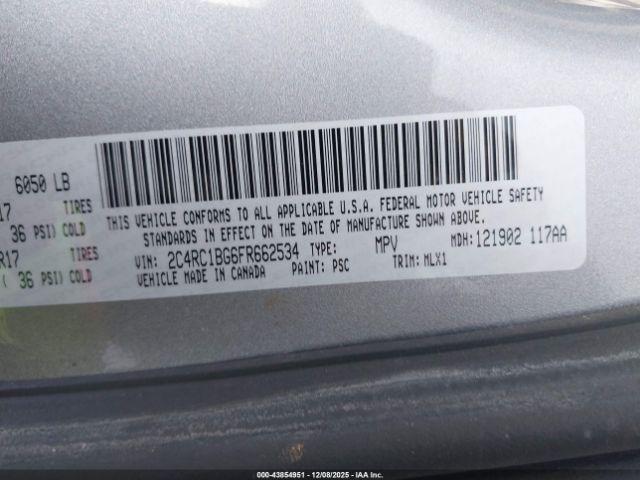 6050 LB
17 TIRES
36 PSI) COLD
R17 TIRES
( 36 PSI) COLD
THIS VEHICLE CONFORMS TO ALL APPLICABLE U.S.A. FEDERAL MOTOR VEHICLE SAFETY
STANDARDS IN EFFECT ON THE DATE OF MANUFACTURE SHOWN ABOVE.
VIN: 2C4RC1BG6FR662534 TYPE: MPV MDH: 121902 117AA
VEHICLE MADE IN CANADA PAINT: PSC TRIM: MLX1
000-43854951 | 12/08/2025 | IAA Inc.